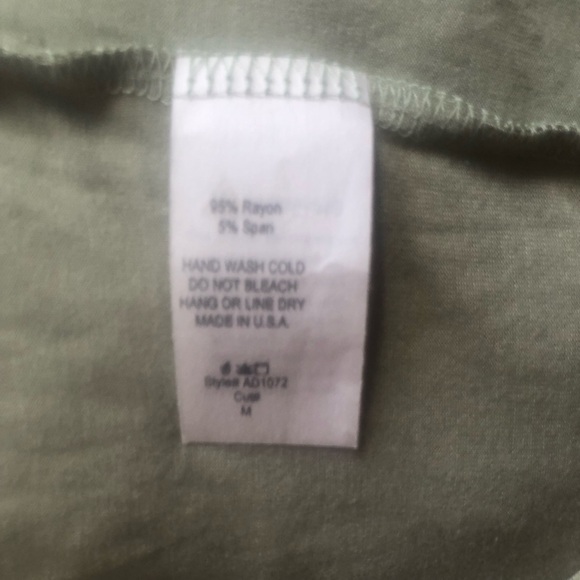 95% Rayon
5% Span
HAND WASH COLD
DO NOT BLEACH
HANG OR LINE DRY
MADE IN U.S.A.
Style# AD1072
M